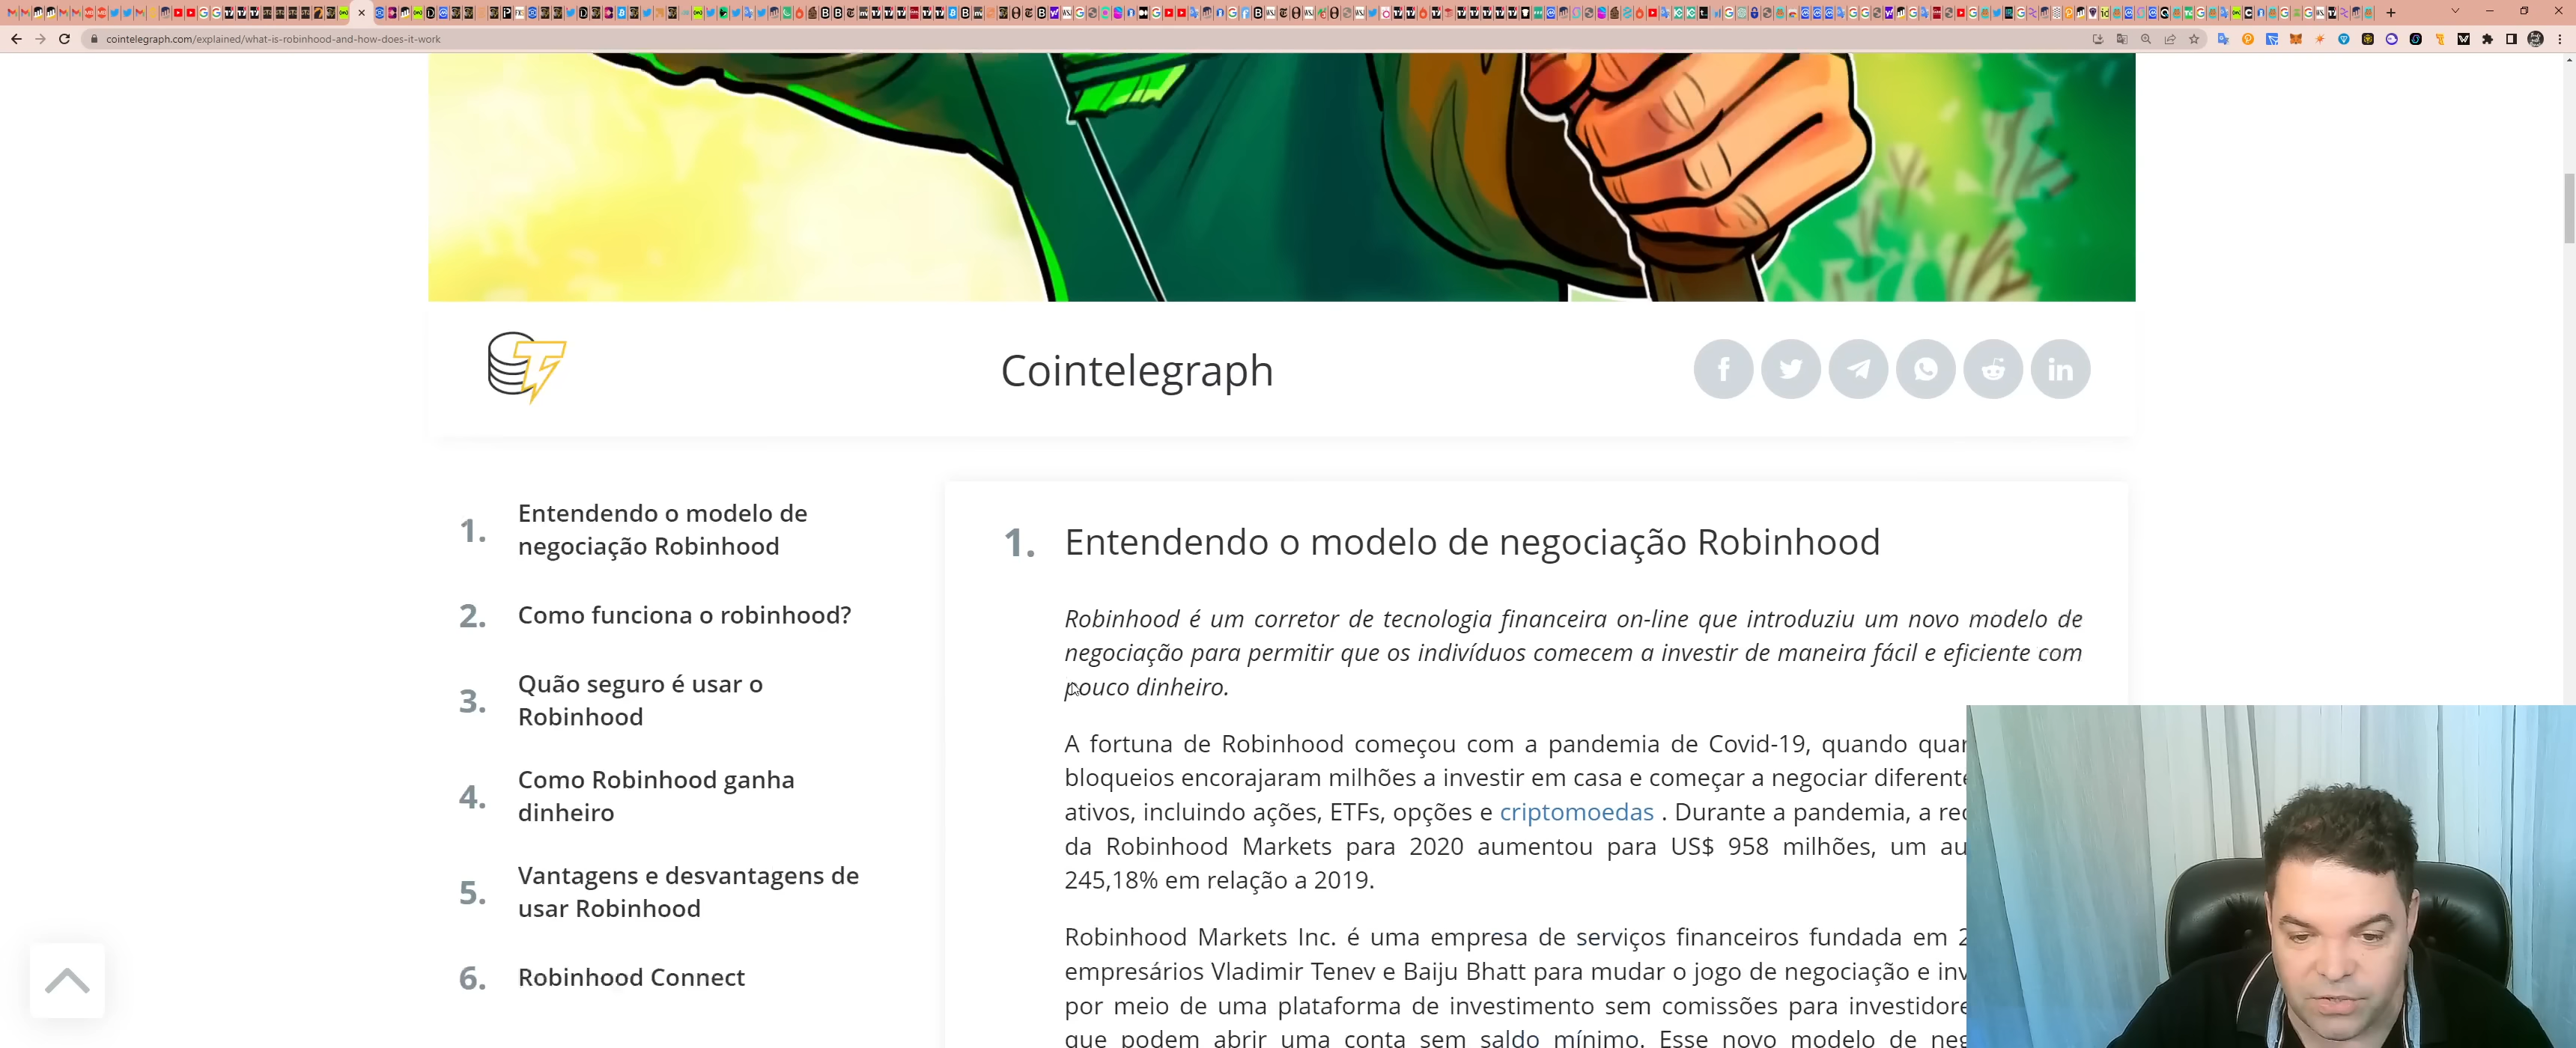 cointelegraph.com/explained/what-is-robinhood-and-how-does-it-work
Cointelegraph
1. Entendendo o modelo de
negociação Robinhood
2. Como funciona o robinhood?
3. Quão seguro é usar o
Robinhood
4. Como Robinhood ganha
dinheiro
5. Vantagens e desvantagens de
usar Robinhood
6. Robinhood Connect
1. Entendendo o modelo de negociação Robinhood
Robinhood é um corretor de tecnologia financeira on-line que introduziu um novo modelo de
negociação para permitir que os indivíduos comecem a investir de maneira fácil e eficiente com
pouco dinheiro.
A fortuna de Robinhood começou com a pandemia de Covid-19, quando
bloqueios encorajaram milhões a investir em casa e começar a negociar
ativos, incluindo ações, ETFs, opções e criptomoedas . Durante a pandemia, a
da Robinhood Markets para 2020 aumentou para US$ 958 milhões, um
245,18% em relação a 2019.
Robinhood Markets Inc. é uma empresa de serviços financeiros fundada em
empresários Vladimir Tenev e Baiju Bhatt para mudar o jogo de negociação e
por meio de uma plataforma de investimento sem comissões para
que podem abrir uma conta sem saldo mínimo. Esse novo modelo de